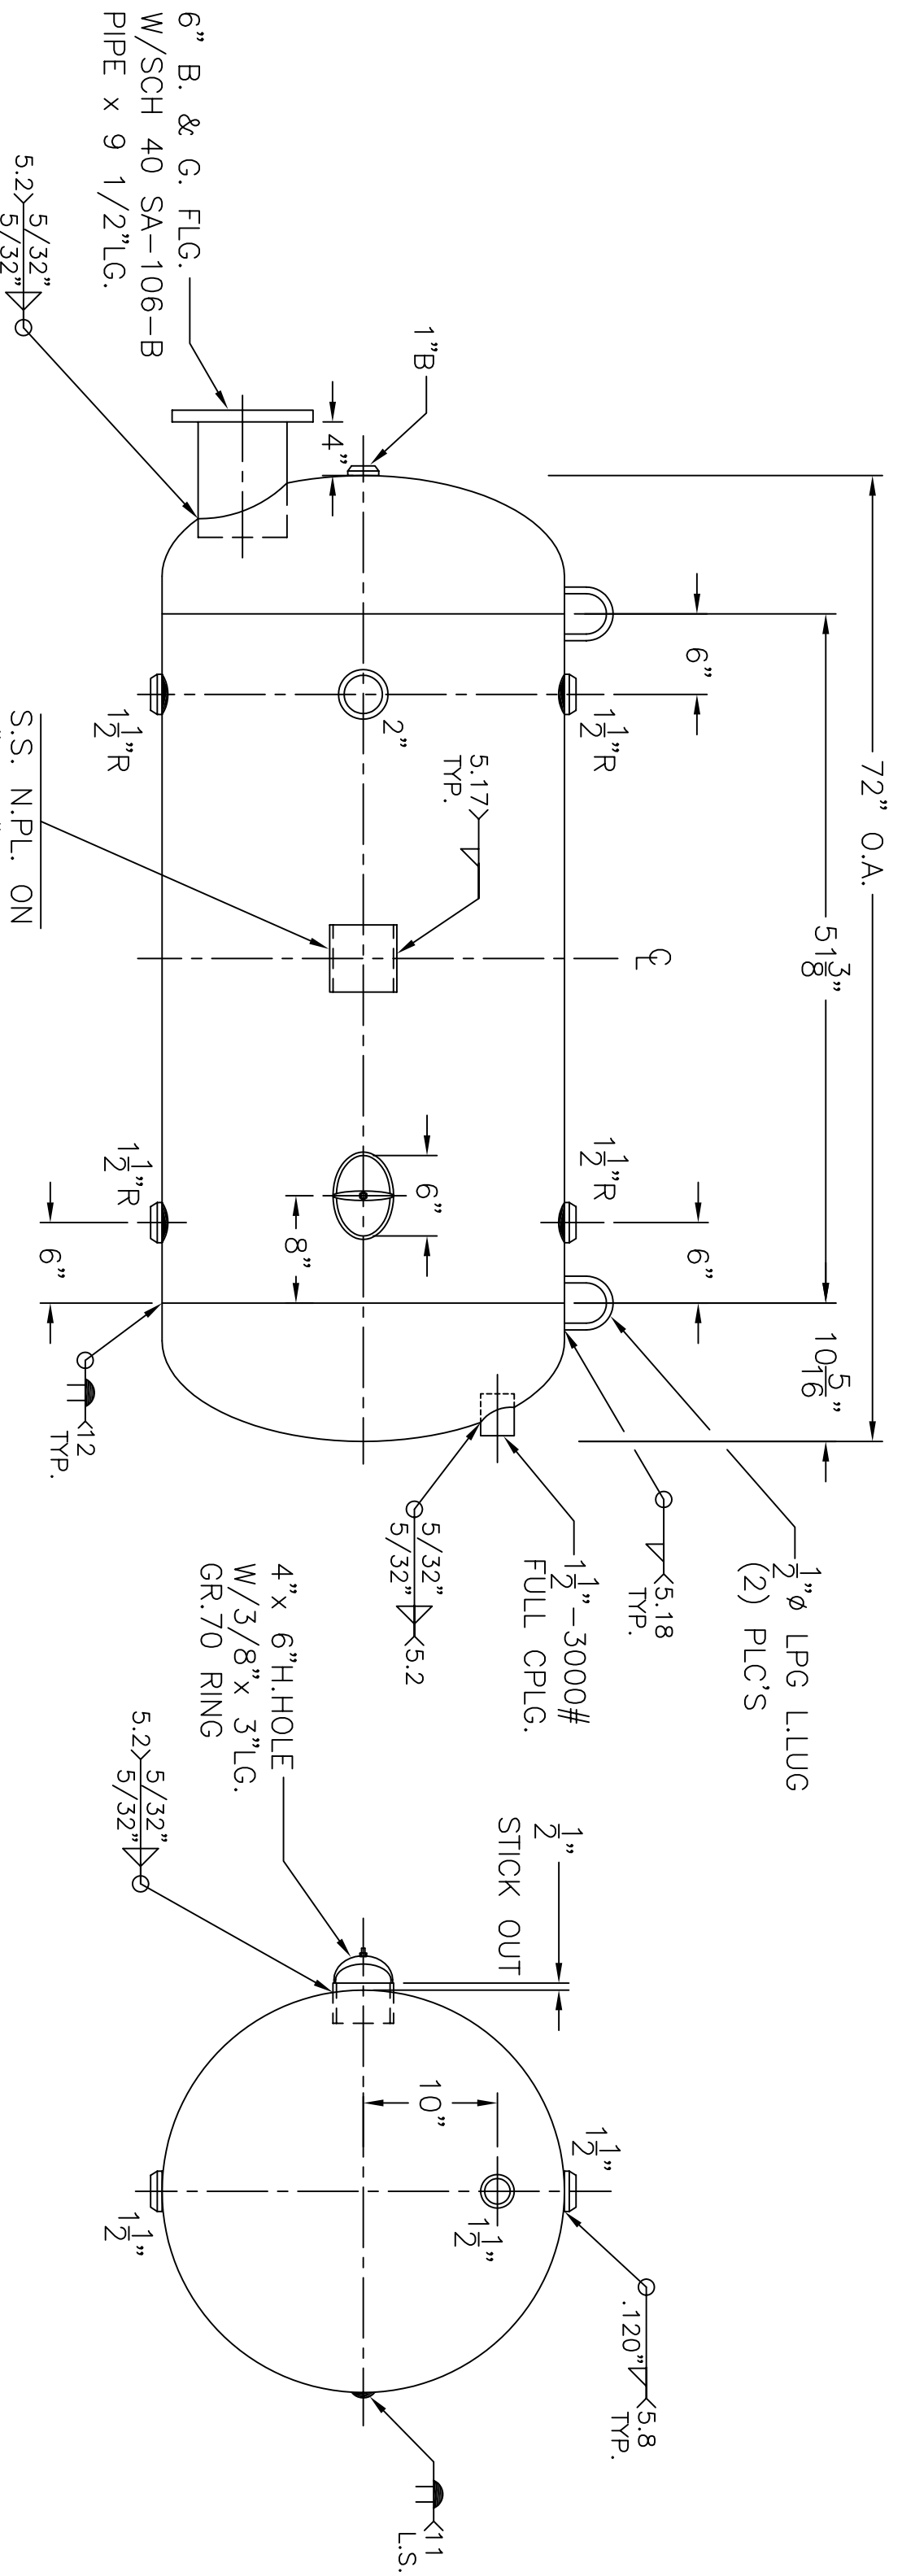 72" O.A.
51 3/8"
10 5/16"
6"
6"
1/2"ø LPG L.LUG
(2) PLC'S
5.18
TYP.
1 1/2"R
1 1/2"R
C
L
1"B
4"
6" B. & G. FLG.
W/SCH 40 SA-106-B
PIPE x 9 1/2"LG.
5.2
5/32"
5/32"
2"
5.17
TYP.
6"
8"
1 1/2"R
1 1/2"R
6"
S.S. N.PL. ON
12
TYP.
1 1/2"-3000#
FULL CPLG.
5/32"
5/32"
5.2
1/2"
STICK OUT
4"x 6"H.HOLE
W/3/8"x 3"LG.
GR.70 RING
5.2
5/32"
5/32"
10"
1 1/2"
1 1/2"
1 1/2"
.120"
5.8
TYP.
11
L.S.